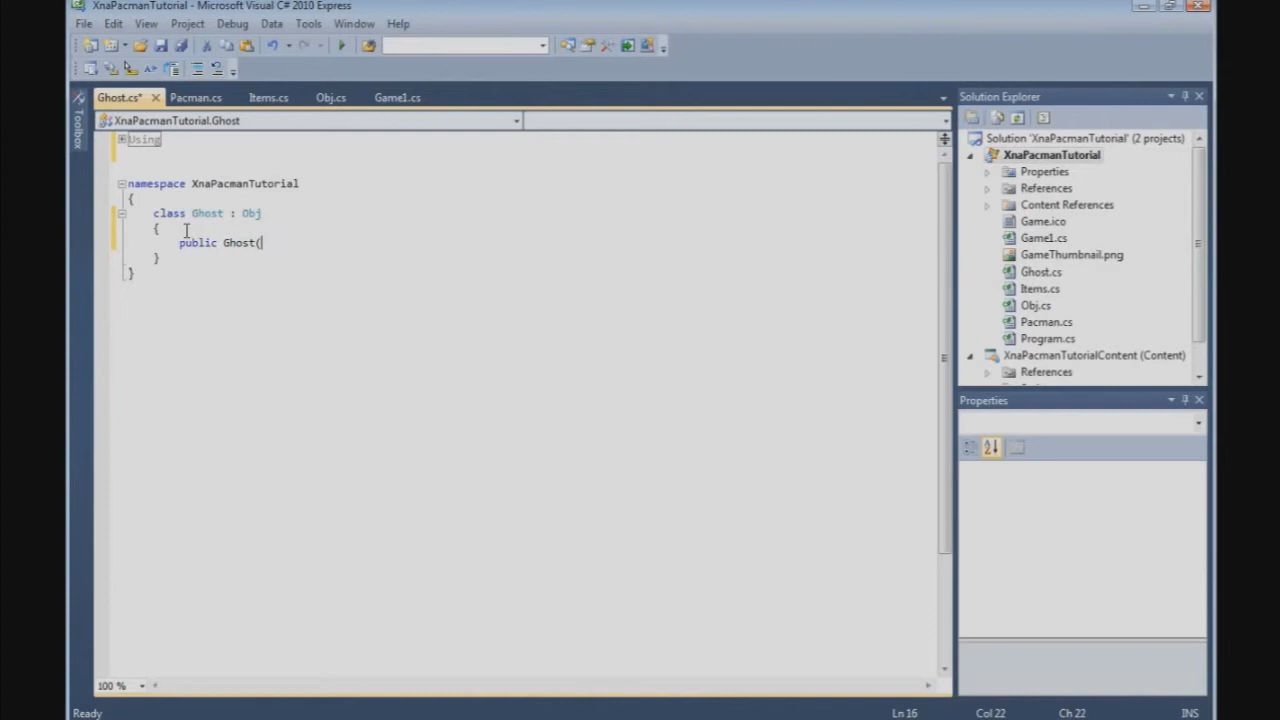 XnaPacmanTutorial - Microsoft Visual C# 2010 Express
File Edit View Project Debug Data Tools Window Help
Ghost.cs* Pacman.cs Items.cs Obj.cs Game1.cs
XnaPacmanTutorial.Ghost
Toolbox
Using
namespace XnaPacmanTutorial
{
class Ghost : Obj
{
public Ghost(
}
}
100 %
Solution Explorer
Solution 'XnaPacmanTutorial' (2 projects)
XnaPacmanTutorial
Properties
References
Content References
Game.ico
Game1.cs
GameThumbnail.png
Ghost.cs
Items.cs
Obj.cs
Pacman.cs
Program.cs
XnaPacmanTutorialContent (Content)
References
Properties
Ready Ln 16 Col 22 Ch 22 INS